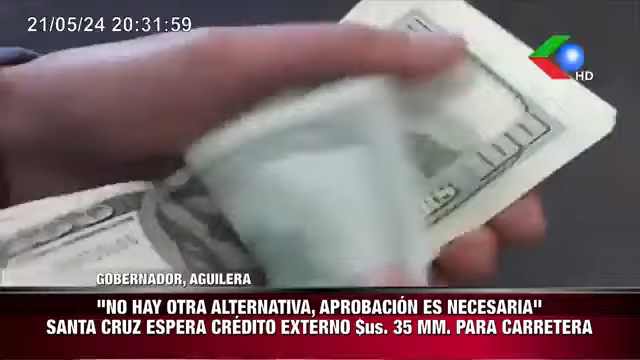 21/05/24 20:31:59
HD
100
GOBERNADOR, AGUILERA
"NO HAY OTRA ALTERNATIVA, APROBACIÓN ES NECESARIA"
SANTA CRUZ ESPERA CRÉDITO EXTERNO $us. 35 MM. PARA CARRETERA